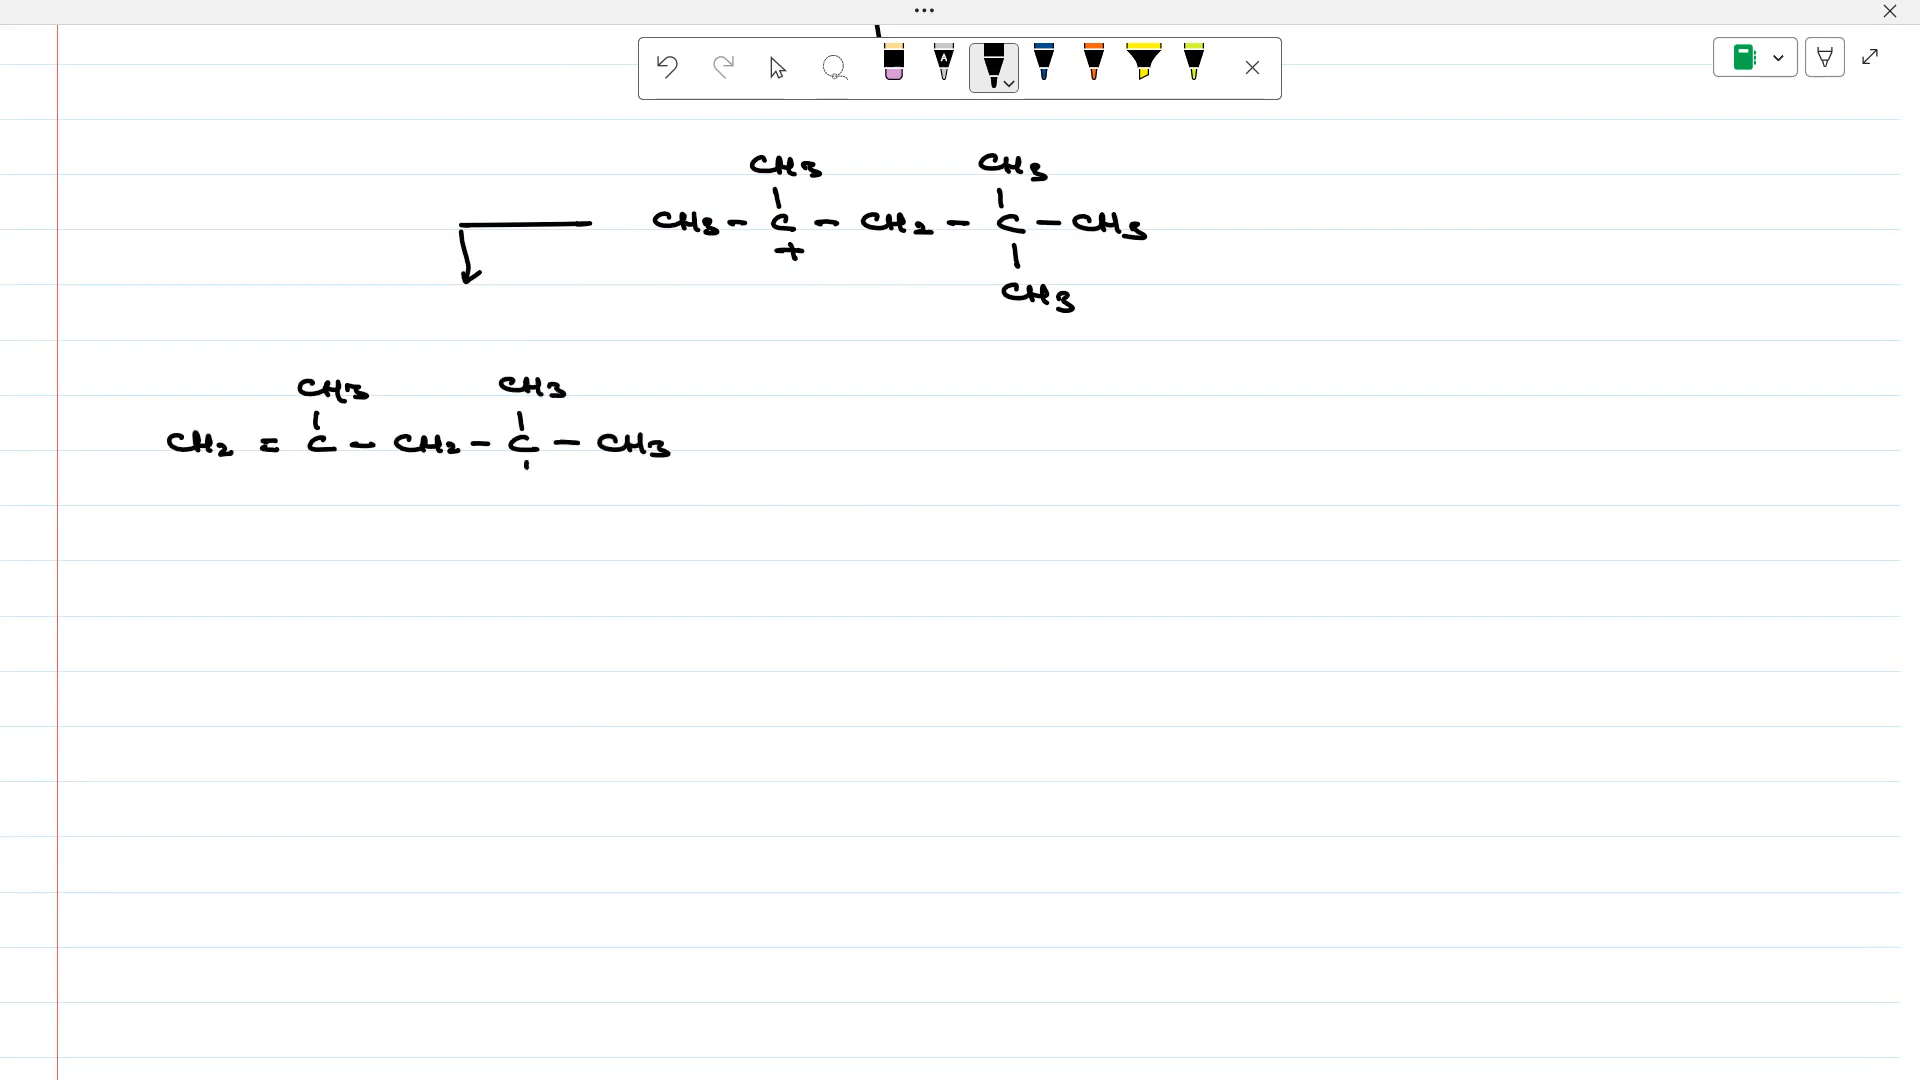 CH3 CH3
CH3 - C - CH2 - C - CH3
+
CH3
CH3 CH3
CH2 = C - CH2 - C - CH3